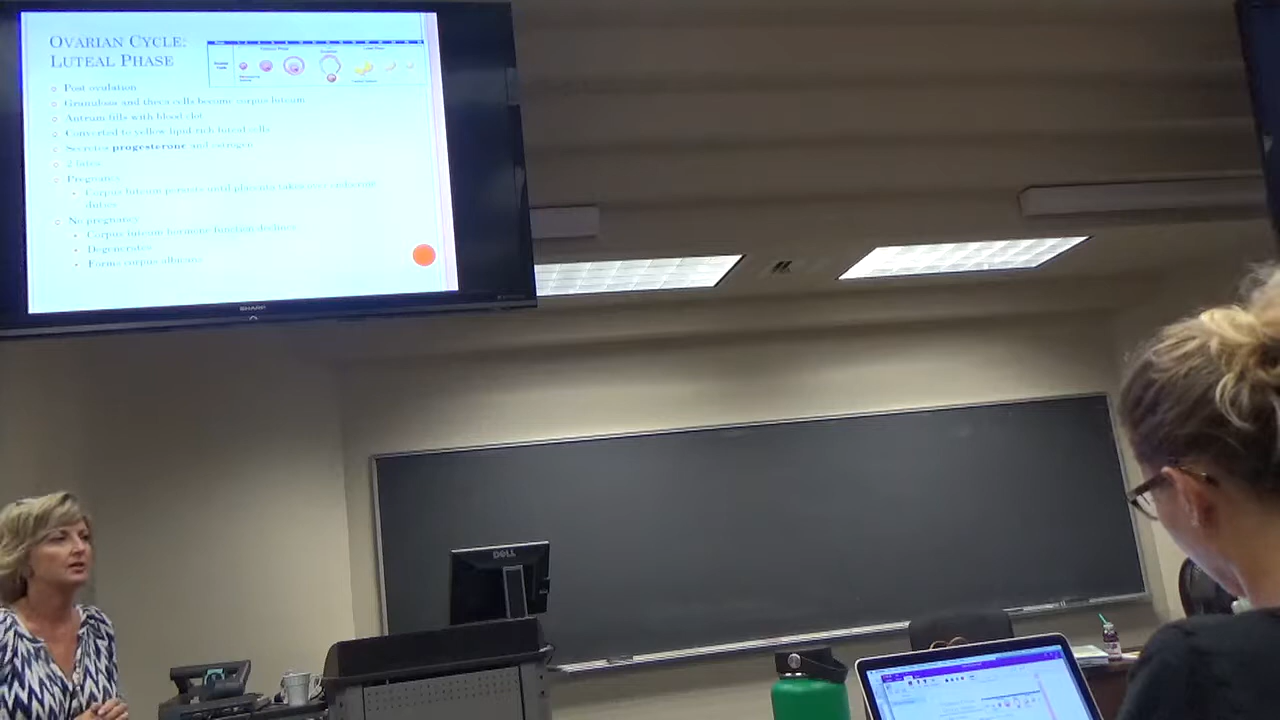 OVARIAN CYCLE:
LUTEAL PHASE
Post ovulation
Granulosa and theca cells become corpus luteum
Antrum fills with blood clot
Converted to yellow lipid rich luteal cells
Secretes progesterone and estrogen
2 fates
Pregnancy
Corpus luteum persists until placenta takes over endocrine
duties
No pregnancy
Corpus luteum hormone function declines
Degenerates
Forms corpus albicans
SHARP
DELL